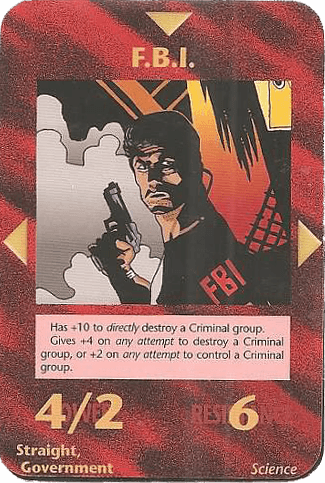 F.B.I.
FBI
Has +10 to directly destroy a Criminal group.
Gives +4 on any attempt to destroy a Criminal
group, or +2 on any attempt to control a Criminal
group.
4/2 6
Straight,
Government
Science